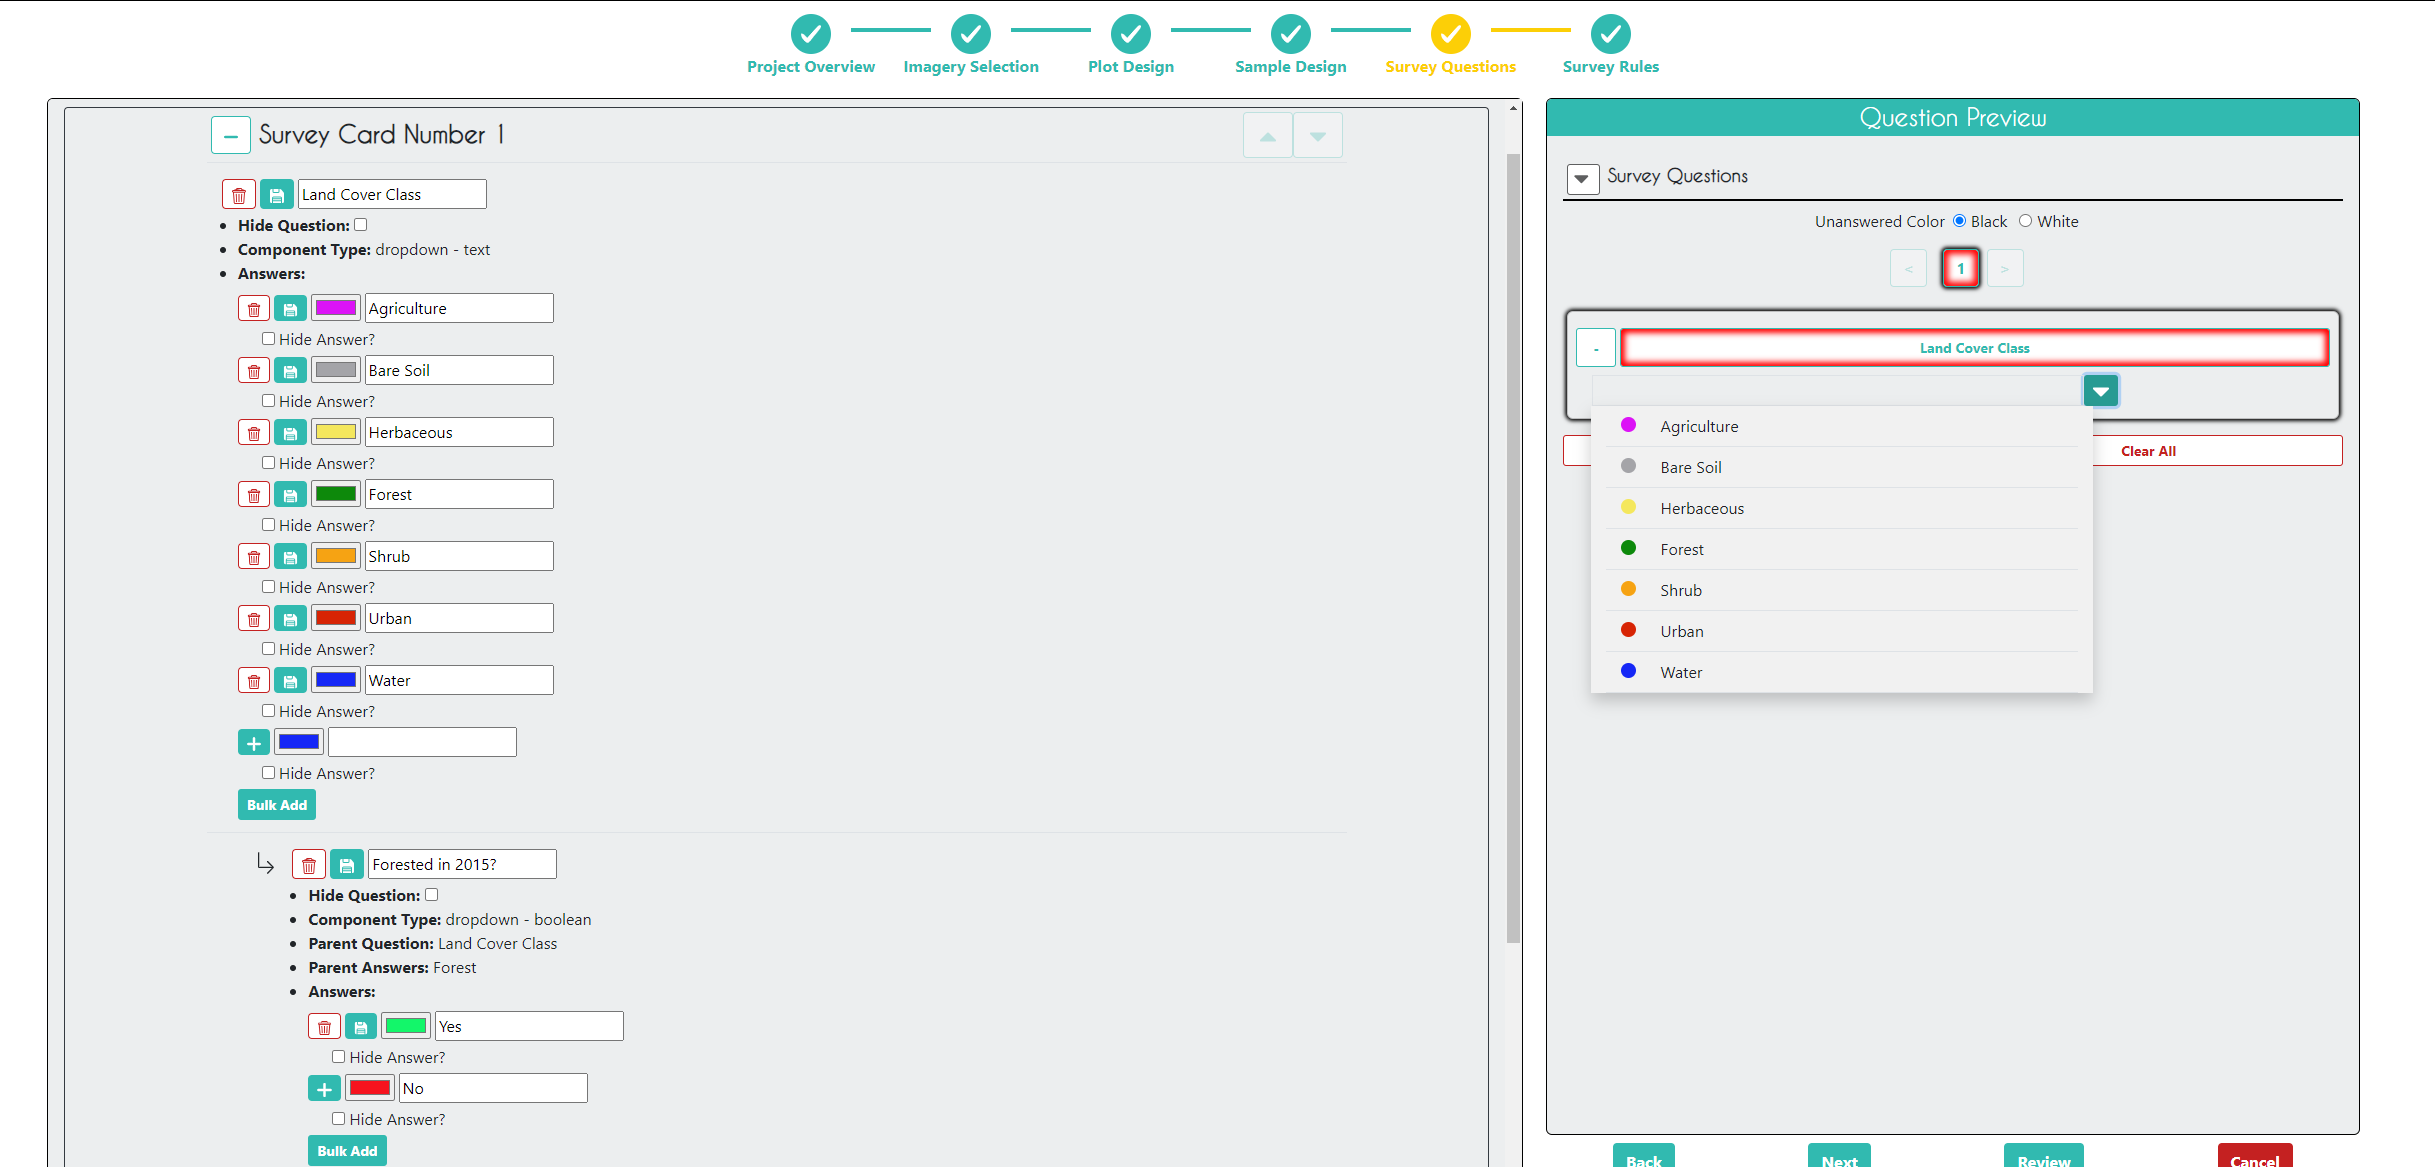 Project Overview
Imagery Selection
Plot Design
Sample Design
Survey Questions
Survey Rules
Survey Card Number 1
Land Cover Class
Hide Question:
Component Type: dropdown - text
Answers:
Agriculture
Hide Answer?
Bare Soil
Hide Answer?
Herbaceous
Hide Answer?
Forest
Hide Answer?
Shrub
Hide Answer?
Urban
Hide Answer?
Water
Hide Answer?
Hide Answer?
Bulk Add
Forested in 2015?
Hide Question:
Component Type: dropdown - boolean
Parent Question: Land Cover Class
Parent Answers: Forest
Answers:
Yes
Hide Answer?
No
Hide Answer?
Bulk Add
Question Preview
Survey Questions
Unanswered Color Black White
< 1 >
- Land Cover Class
Agriculture
Bare Soil
Herbaceous
Forest
Shrub
Urban
Water
Clear All
Back
Next
Review
Cancel